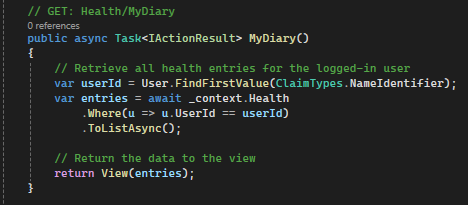 // GET: Health/MyDiary
0 references
public async Task<IActionResult> MyDiary()
{
// Retrieve all health entries for the logged-in user
var userId = User.FindFirstValue(ClaimTypes.NameIdentifier);
var entries = await _context.Health
.Where(u => u.UserId == userId)
.ToListAsync();
// Return the data to the view
return View(entries);
}